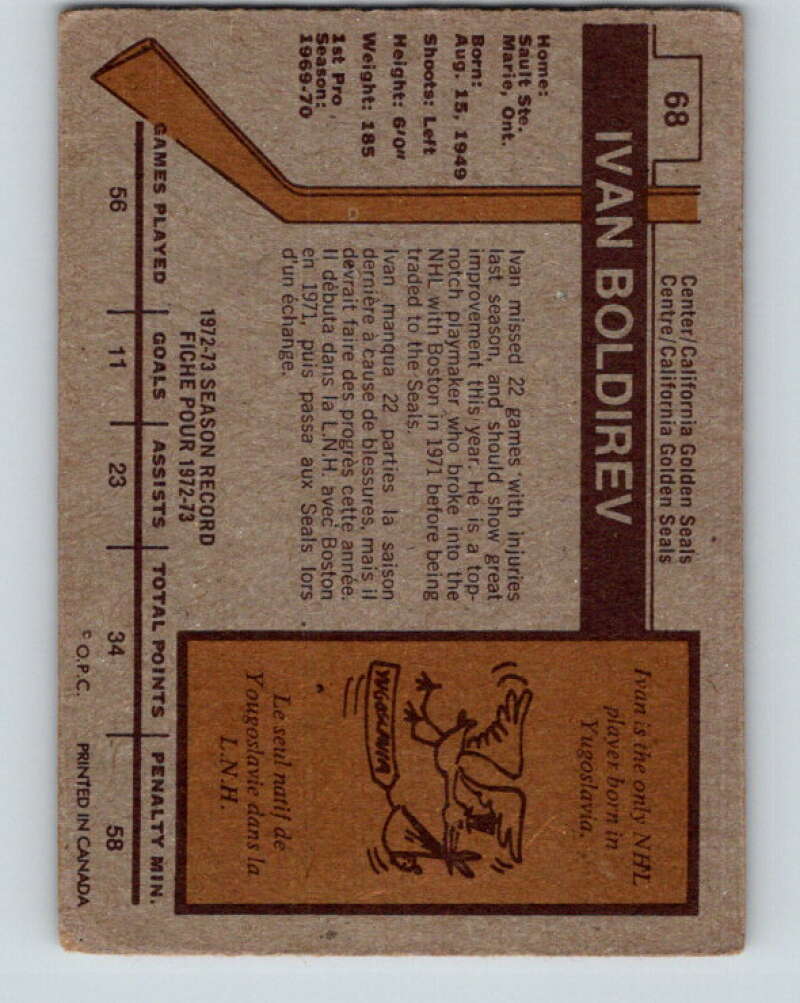 68
Center/California Golden Seals
Centre/California Golden Seals
IVAN BOLDIREV
Home:
Sault Ste.
Marie, Ont.
Born:
Aug. 15, 1949
Shoots: Left
Height: 6'0"
Weight: 185
1st Pro
Season:
1969-70
Ivan missed 22 games with injuries
last season, and should show great
improvement this year. He is a top-
notch playmaker who broke into the
NHL with Boston in 1971 before being
traded to the Seals.
Ivan manqua 22 parties la saison
dernière à cause de blessures, mais il
devrait faire des progrès cette année.
Il débuta dans la L.N.H. avec Boston
en 1971, puis passa aux Seals lors
d'un échange.
Ivan is the only NHL
player born in
Yugoslavia.
YUGOSLAVIA
Le seul natif de
Yougoslavie dans la
L.N.H.
1972-73 SEASON RECORD
FICHE POUR 1972-73
GAMES PLAYED GOALS ASSISTS TOTAL POINTS PENALTY MIN.
56 11 23 34 58
© O.P.C. PRINTED IN CANADA